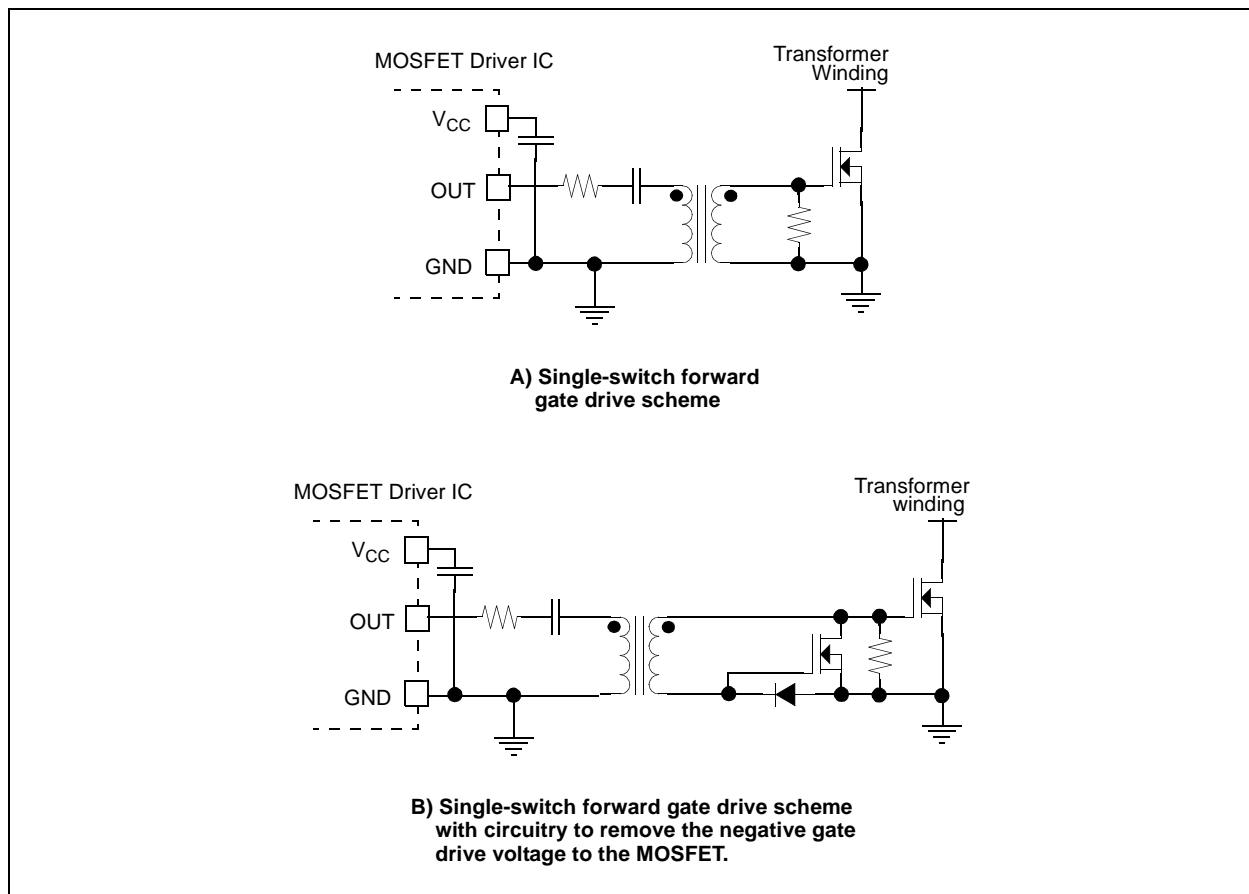 Transformer
Winding
MOSFET Driver IC
VCC
OUT
GND
A) Single-switch forward
gate drive scheme
Transformer
winding
MOSFET Driver IC
VCC
OUT
GND
B) Single-switch forward gate drive scheme
with circuitry to remove the negative gate
drive voltage to the MOSFET.